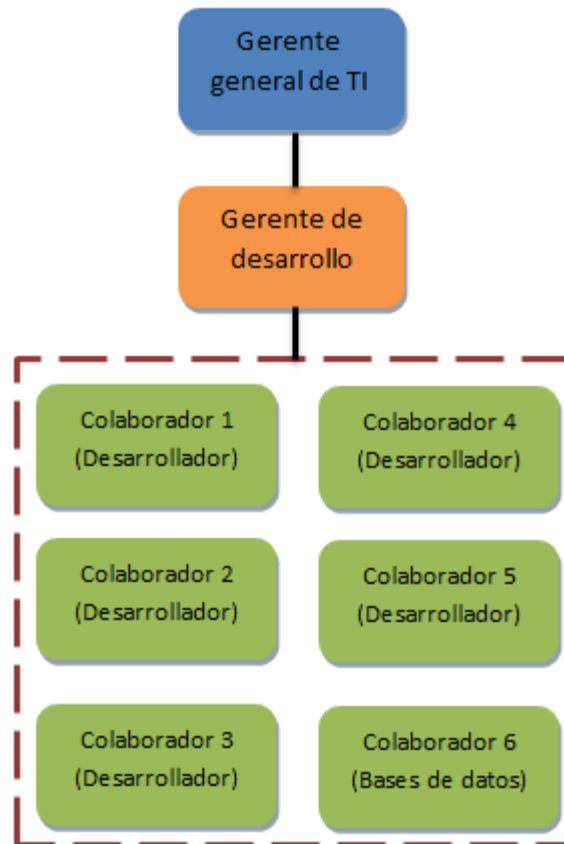 Gerente
general de TI
Gerente de
desarrollo
Colaborador 1
(Desarrollador)
Colaborador 4
(Desarrollador)
Colaborador 2
(Desarrollador)
Colaborador 5
(Desarrollador)
Colaborador 3
(Desarrollador)
Colaborador 6
(Bases de datos)